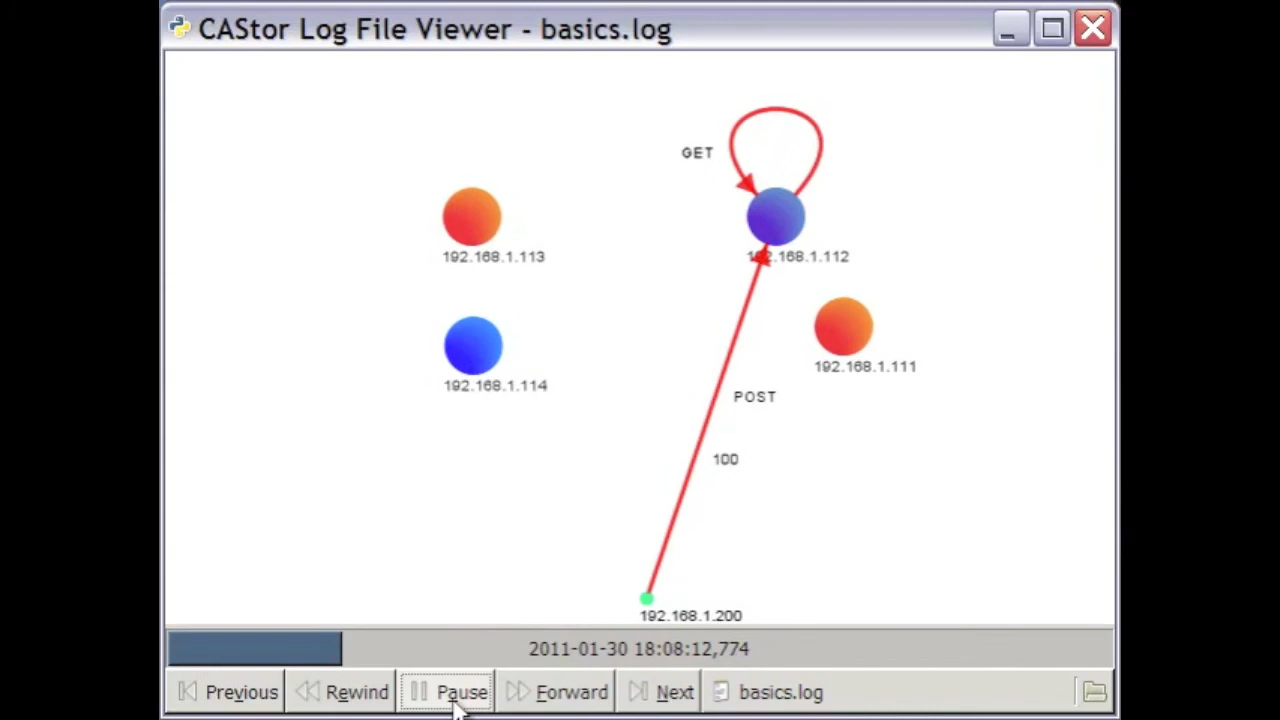 CAStor Log File Viewer - basics.log
GET
192.168.1.113
192.168.1.112
192.168.1.111
192.168.1.114
POST
100
192.168.1.200
2011-01-30 18:08:12,774
Previous Rewind Pause Forward Next basics.log